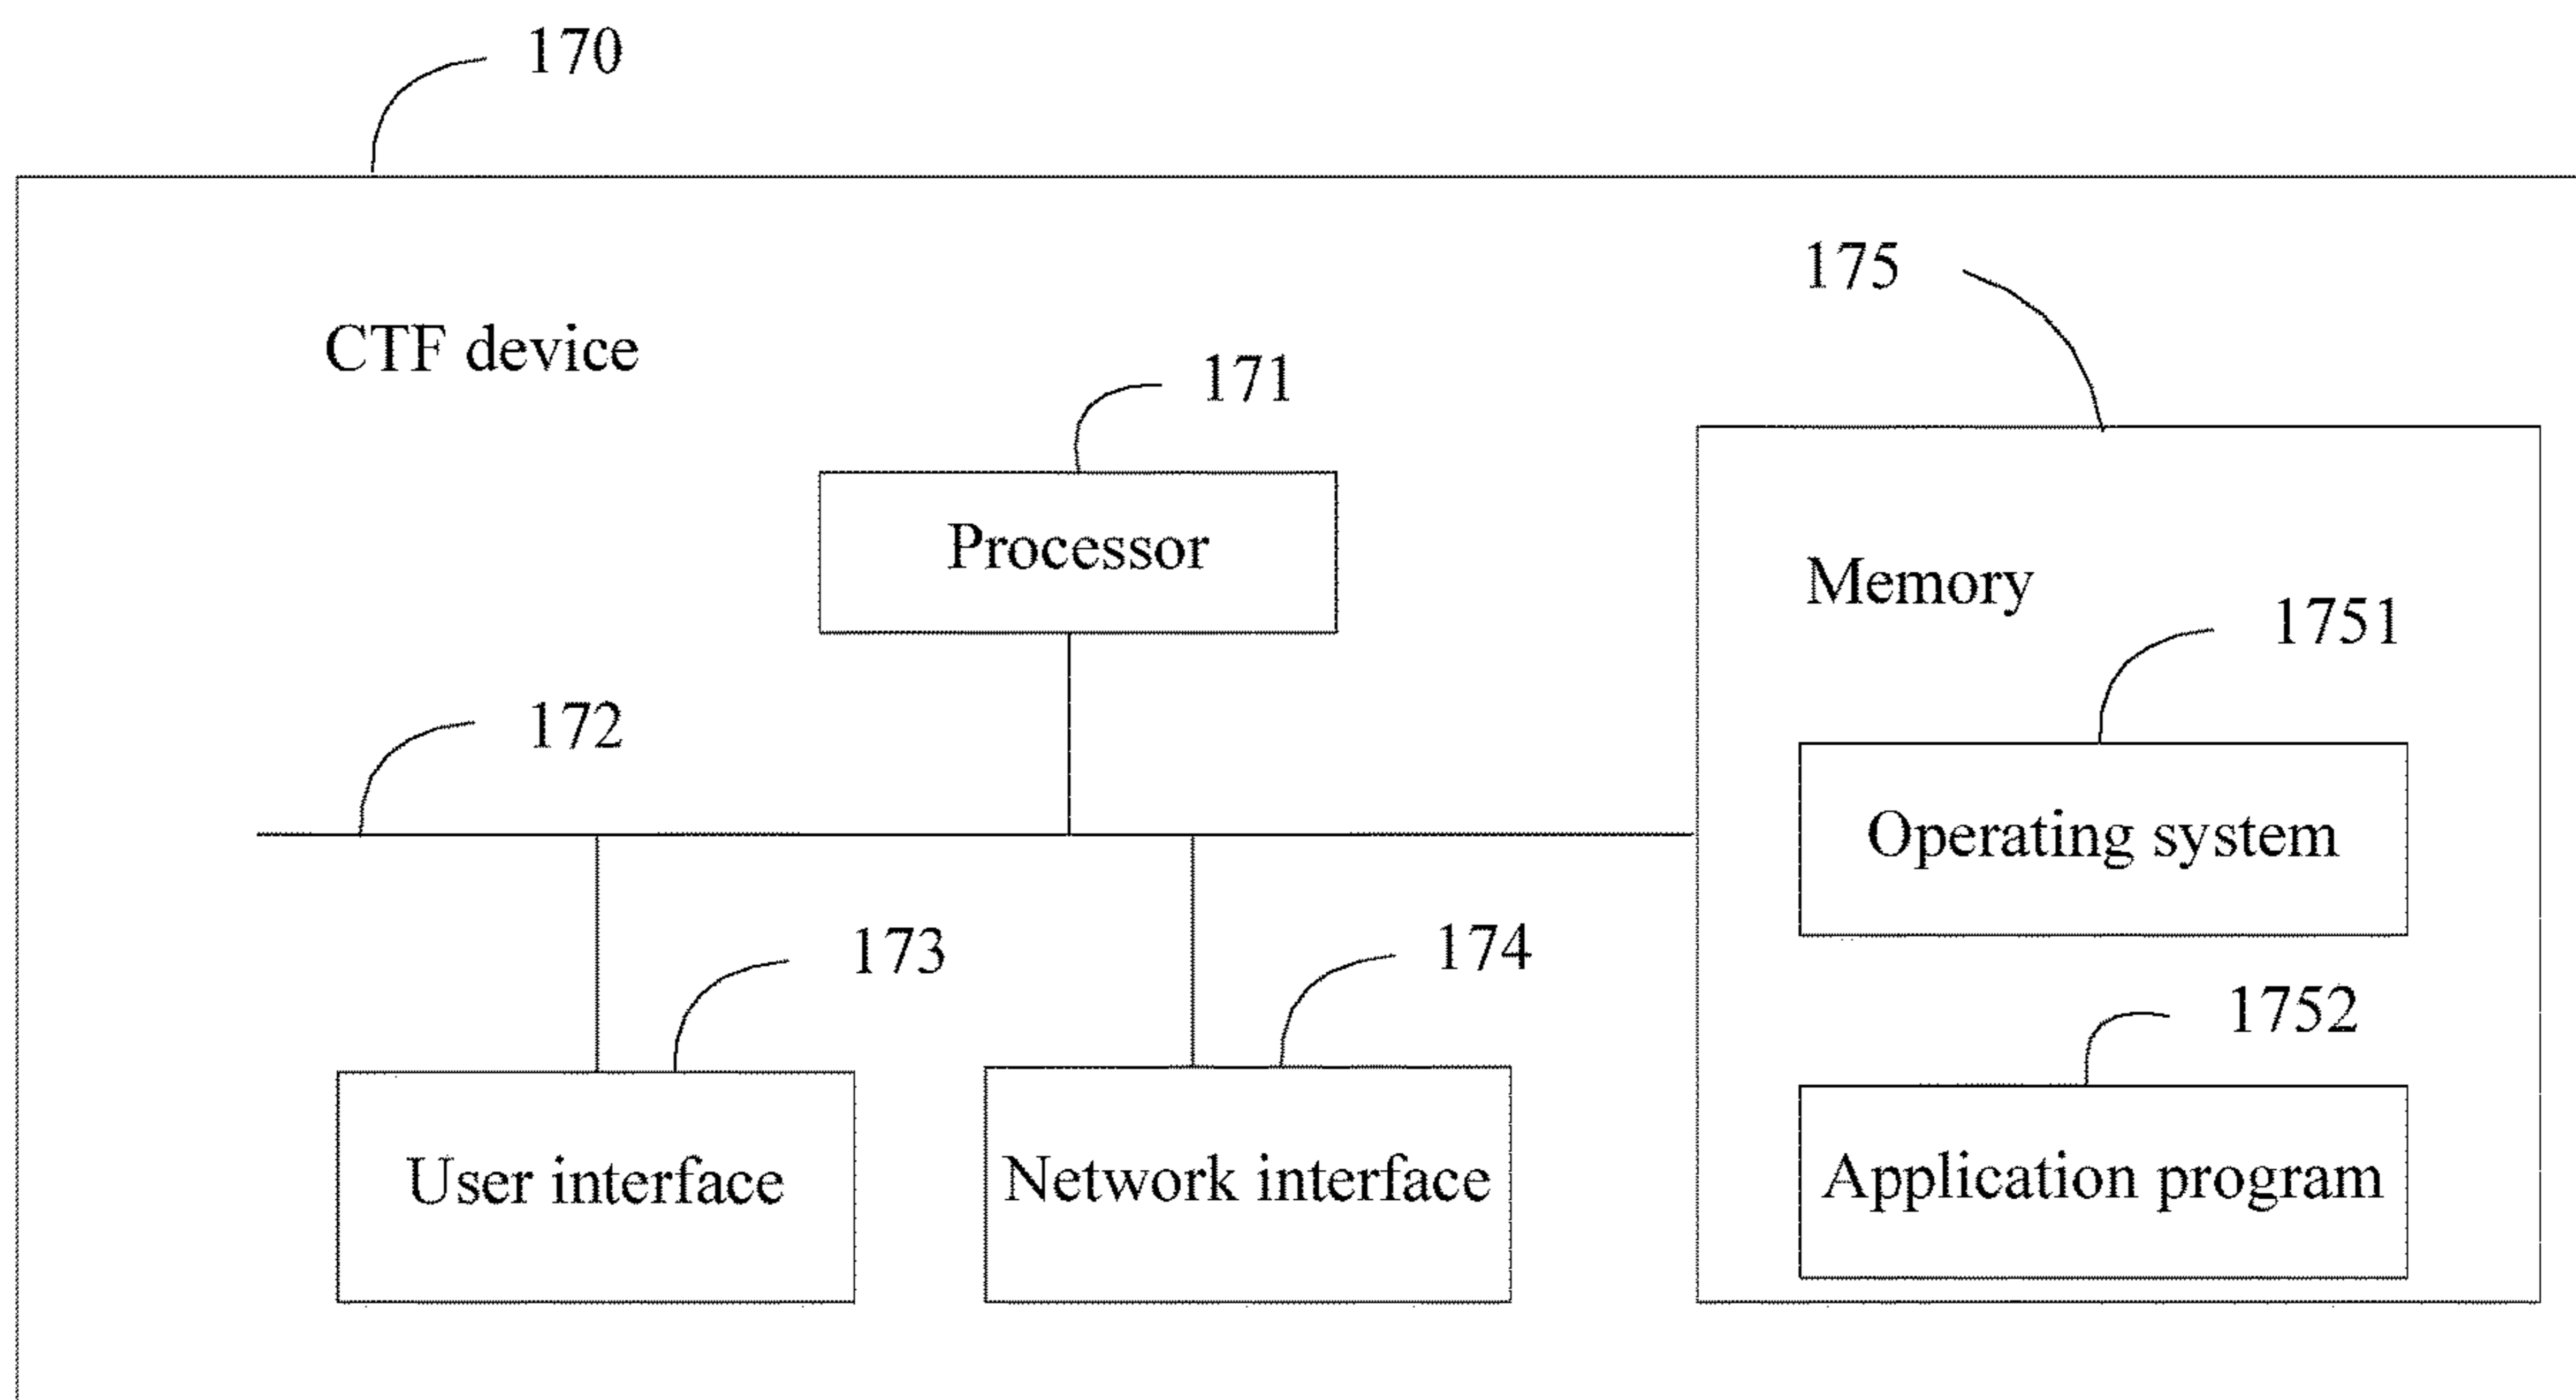 170
175
CTF device
171
Processor
Memory
1751
172
Operating system
173
174
1752
User interface
Network interface
Application program